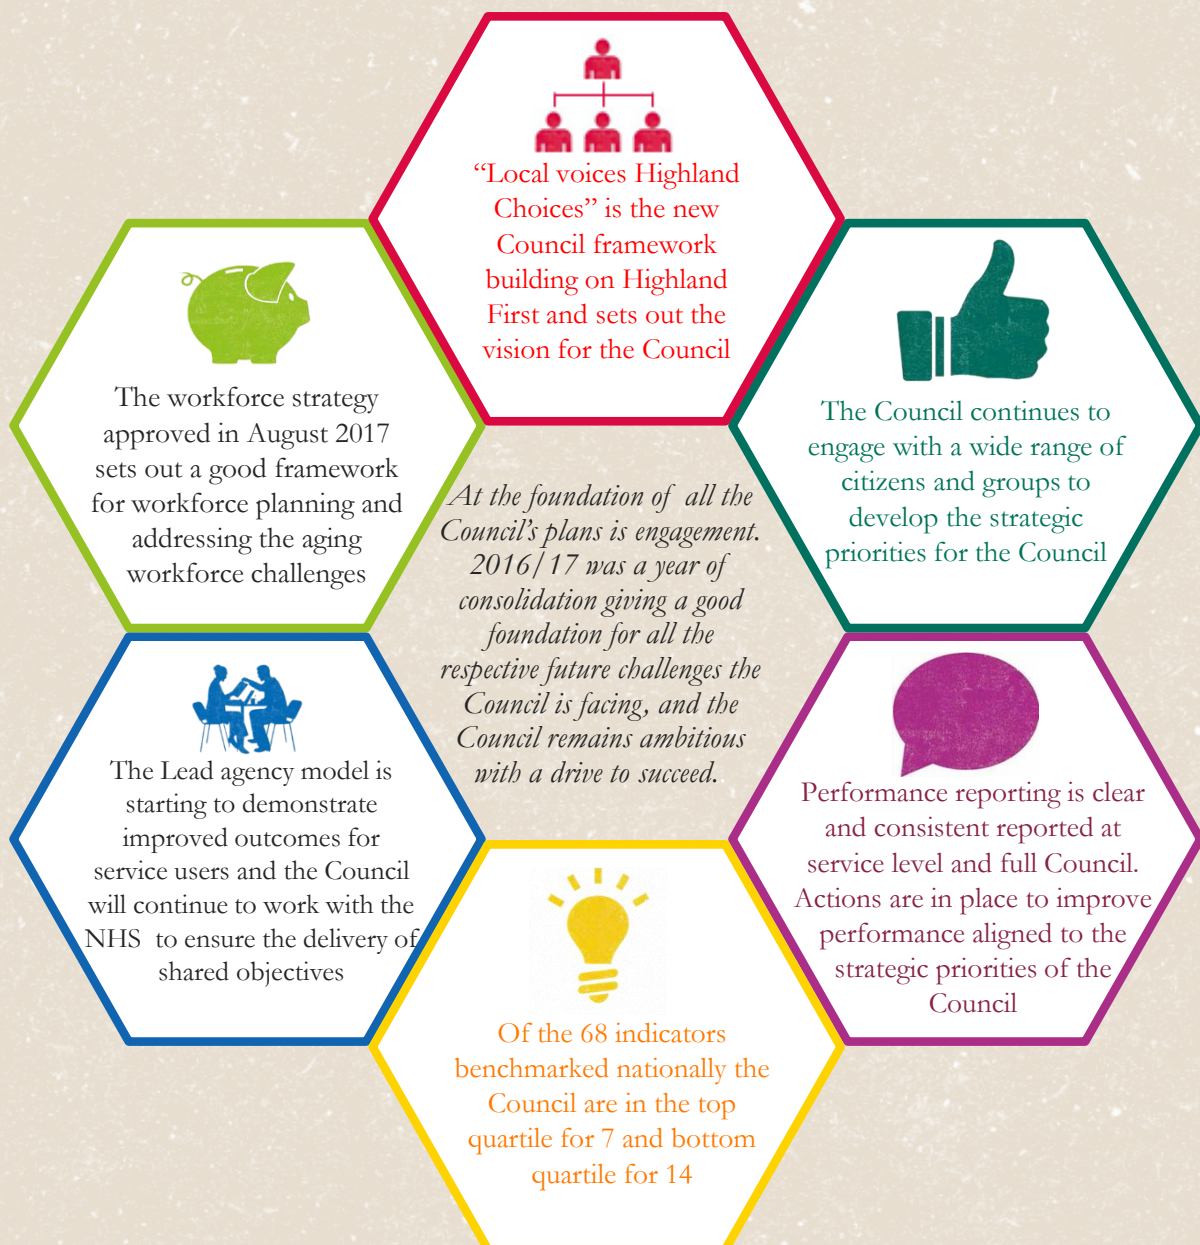 “Local voices Highland
Choices” is the new
Council framework
building on Highland
First and sets out the
vision for the Council
The workforce strategy
approved in August 2017
sets out a good framework
for workforce planning and
addressing the aging
workforce challenges
The Council continues to
engage with a wide range of
citizens and groups to
develop the strategic
priorities for the Council
At the foundation of all the
Council’s plans is engagement.
2016/17 was a year of
consolidation giving a good
foundation for all the
respective future challenges the
Council is facing, and the
Council remains ambitious
with a drive to succeed.
The Lead agency model is
starting to demonstrate
improved outcomes for
service users and the Council
will continue to work with the
NHS to ensure the delivery of
shared objectives
Performance reporting is clear
and consistent reported at
service level and full Council.
Actions are in place to improve
performance aligned to the
strategic priorities of the
Council
Of the 68 indicators
benchmarked nationally the
Council are in the top
quartile for 7 and bottom
quartile for 14